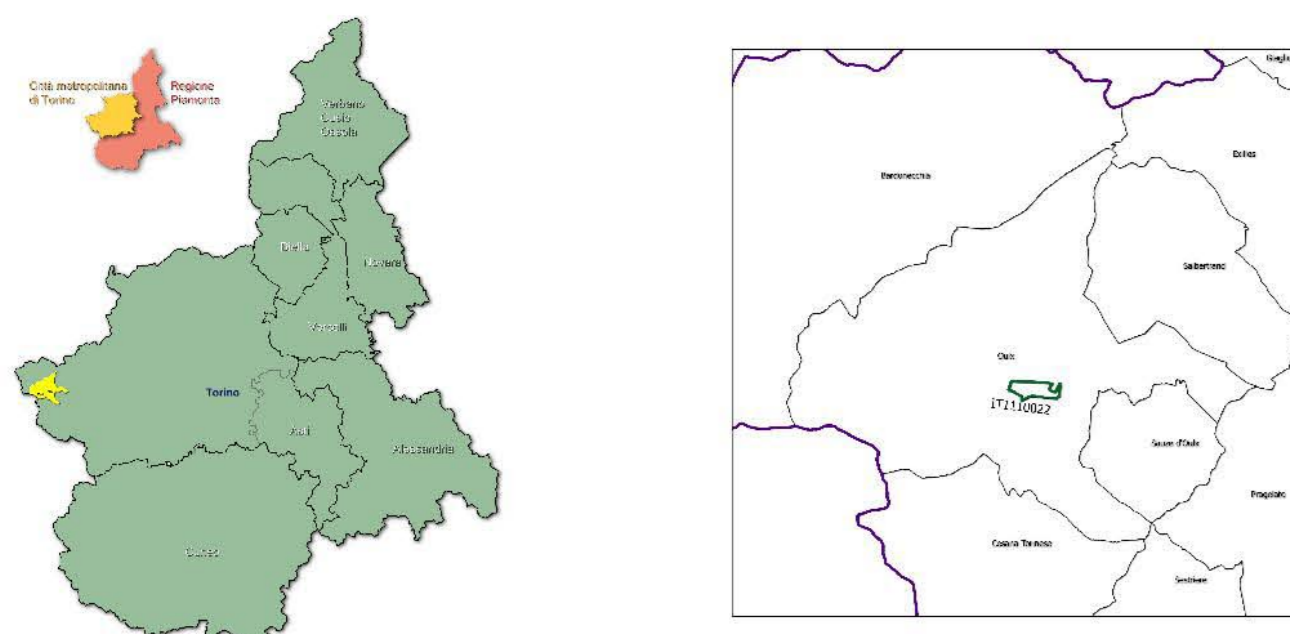 Città metropolitana
di Torino
Regione
Piemonte
Verbano
Cusio
Ossola
Biella
Novara
Vercelli
Torino
Asti
Alessandria
Cuneo
Bardonecchia
Exilles
Salbertrand
Oulx
IT1110022
Sauze d'Oulx
Pragelato
Cesana Torinese
Sestriere